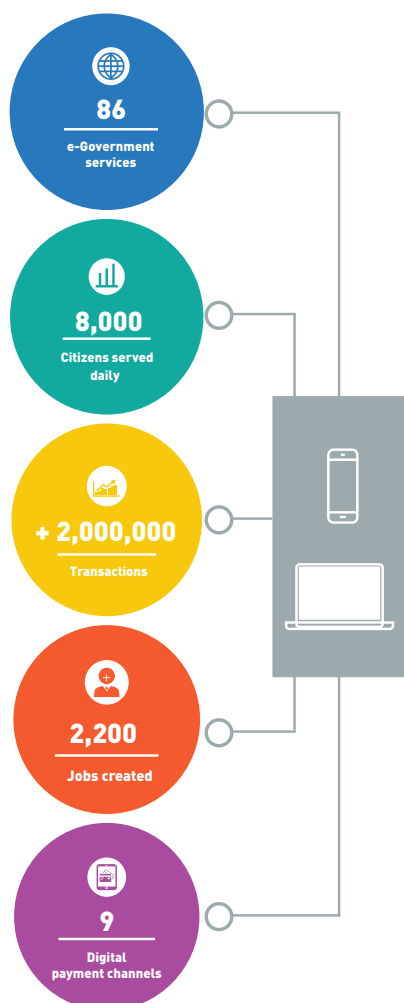 86
e-Government
services
8,000
Citizens served
daily
+ 2,000,000
Transactions
2,200
Jobs created
9
Digital
payment channels